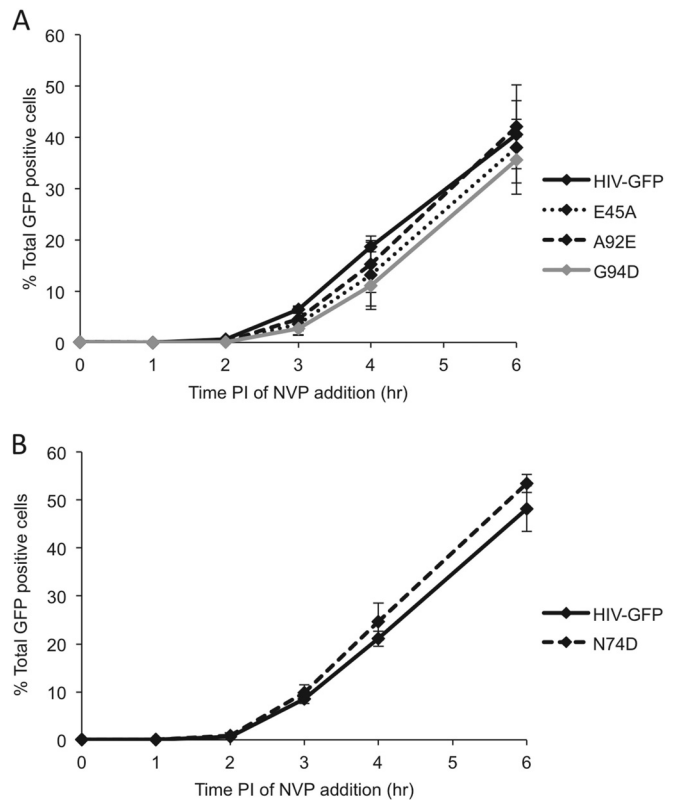 A
60
50
40
30
20
10
0
% Total GFP positive cells
0 1 2 3 4 5 6
Time PI of NVP addition (hr)
HIV-GFP
E45A
A92E
G94D
B
60
50
40
30
20
10
0
% Total GFP positive cells
0 1 2 3 4 5 6
Time PI of NVP addition (hr)
HIV-GFP
N74D